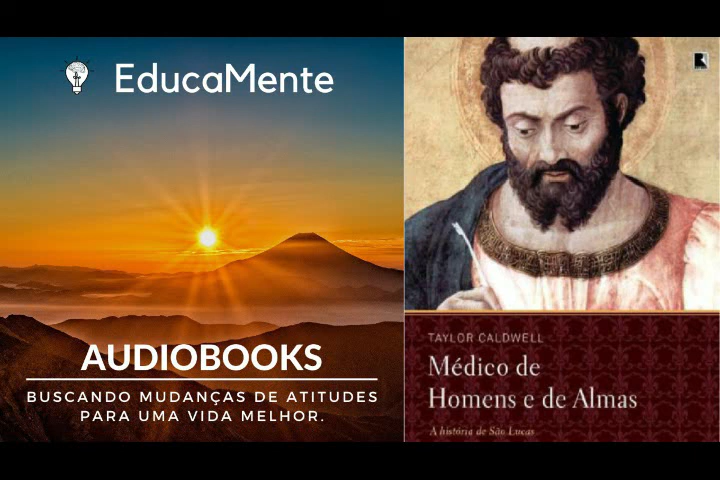 EducaMente
AUDIOBOOKS
BUSCANDO MUDANÇAS DE ATITUDES
PARA UMA VIDA MELHOR.
TAYLOR CALDWELL
Médico de
Homens e de Almas
A história de São Lucas